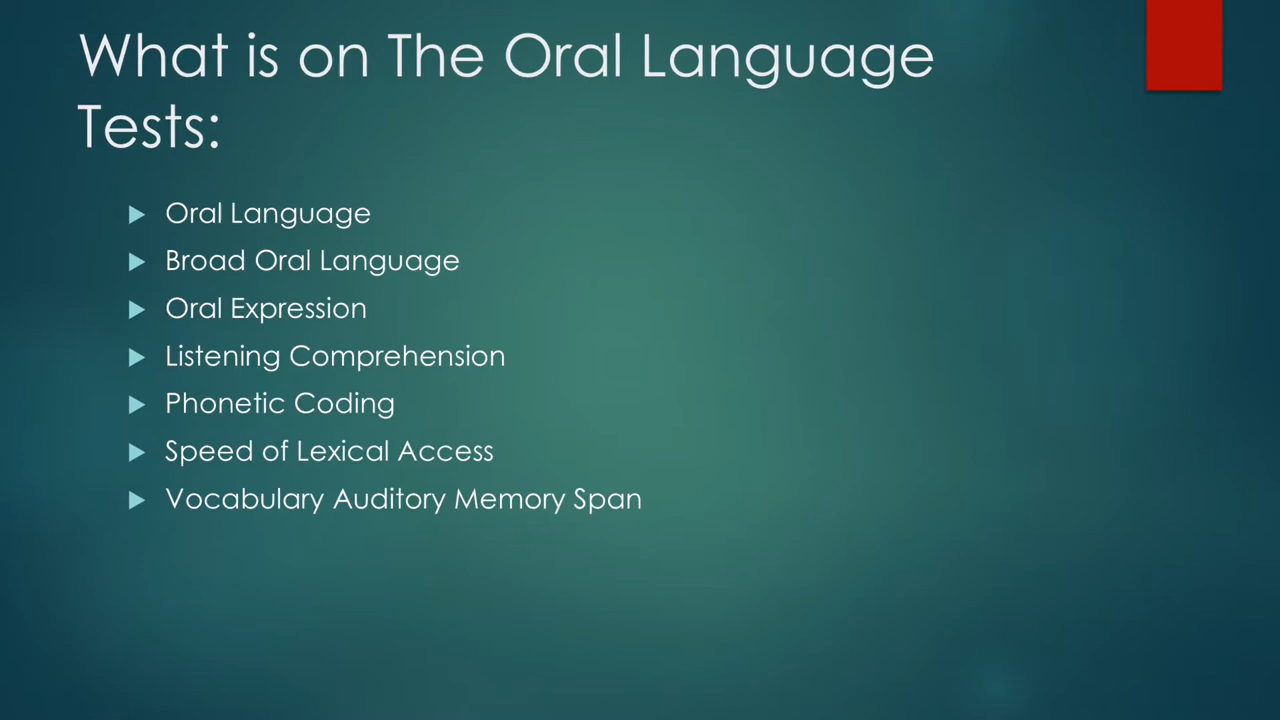 What is on The Oral Language
Tests:
Oral Language
Broad Oral Language
Oral Expression
Listening Comprehension
Phonetic Coding
Speed of Lexical Access
Vocabulary Auditory Memory Span